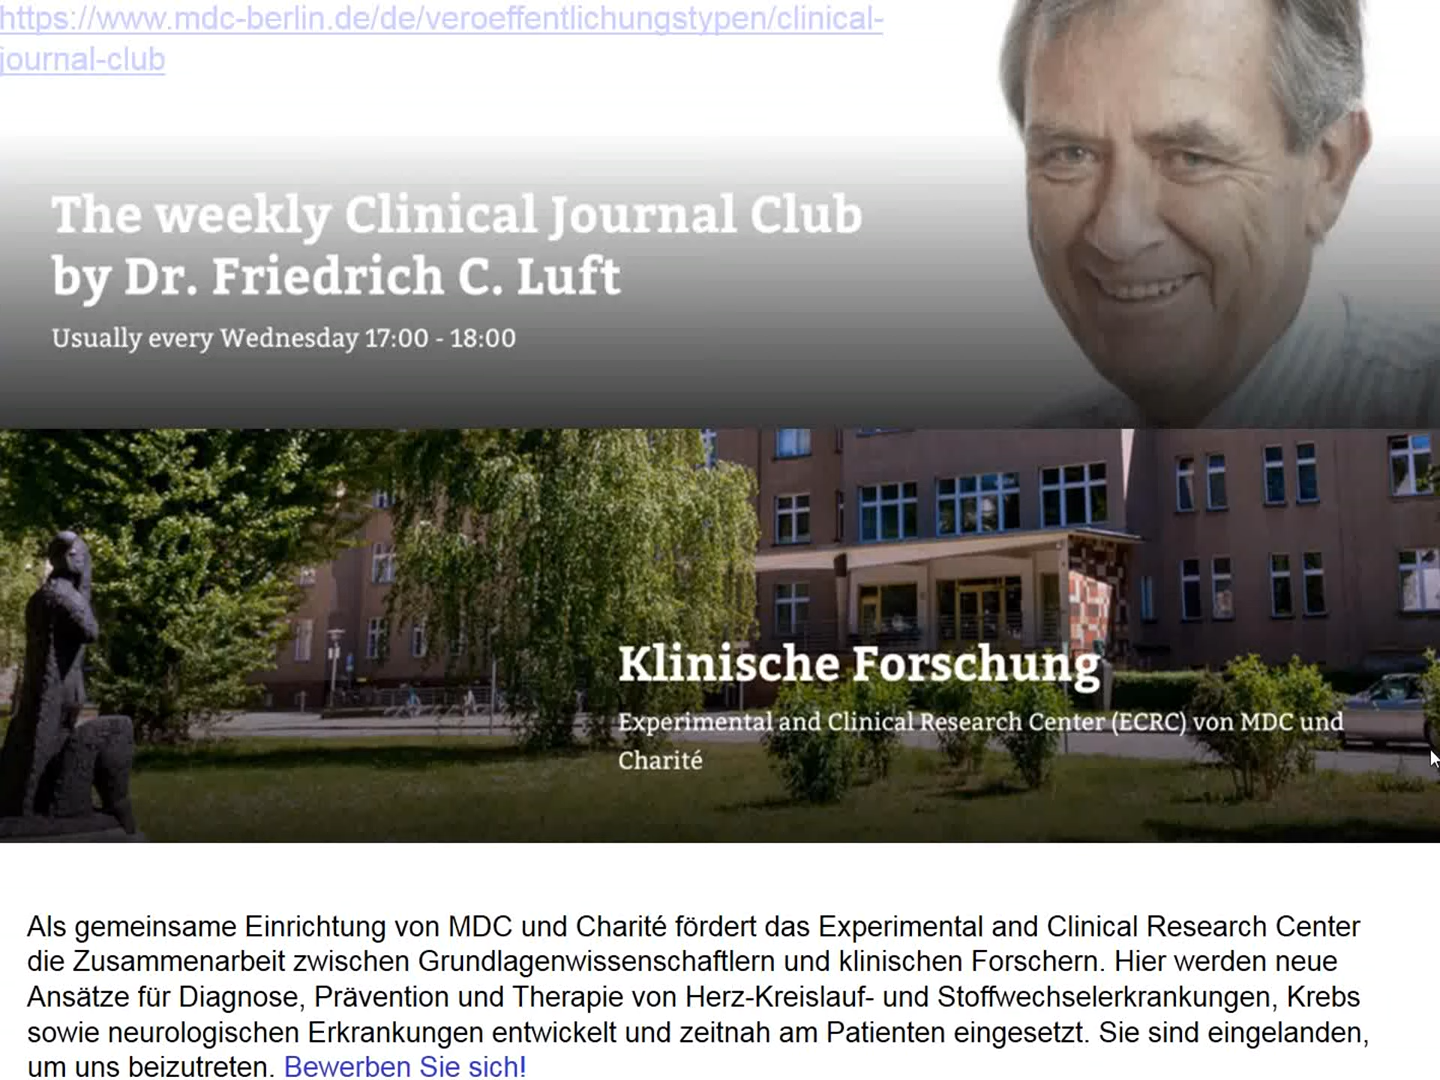 https://www.mdc-berlin.de/de/veroeffentlichungstypen/clinical-
journal-club
The weekly Clinical Journal Club
by Dr. Friedrich C. Luft
Usually every Wednesday 17:00 - 18:00
Klinische Forschung
Experimental and Clinical Research Center (ECRC) von MDC und
Charité
Als gemeinsame Einrichtung von MDC und Charité fördert das Experimental and Clinical Research Center
die Zusammenarbeit zwischen Grundlagenwissenschaftlern und klinischen Forschern. Hier werden neue
Ansätze für Diagnose, Prävention und Therapie von Herz-Kreislauf- und Stoffwechselerkrankungen, Krebs
sowie neurologischen Erkrankungen entwickelt und zeitnah am Patienten eingesetzt. Sie sind eingelanden,
um uns beizutreten. Bewerben Sie sich!